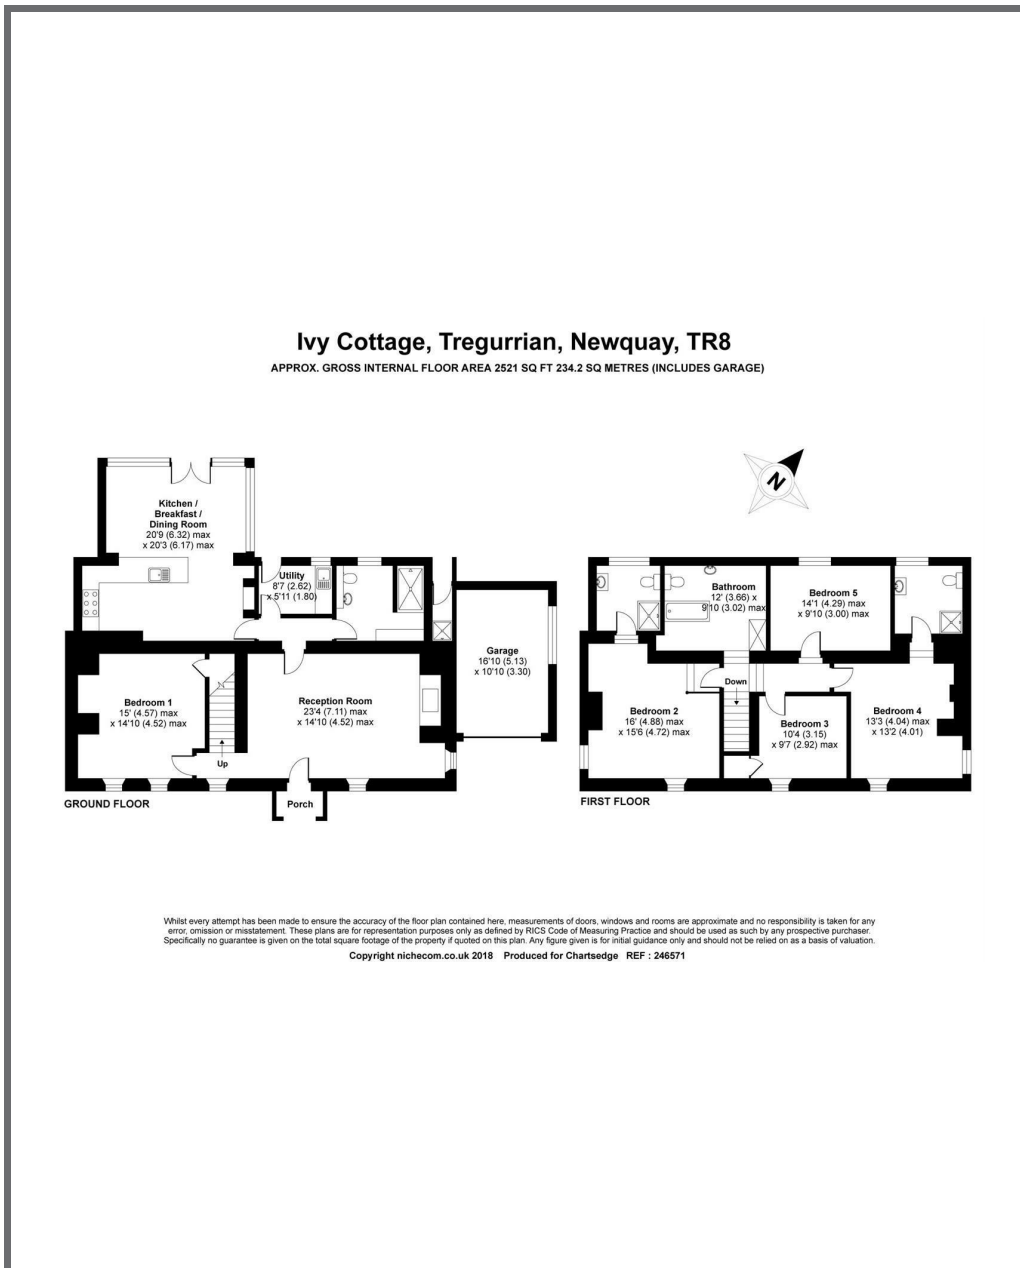 Ivy Cottage, Tregurrian, Newquay, TR8
APPROX. GROSS INTERNAL FLOOR AREA 2521 SQ FT 234.2 SQ METRES (INCLUDES GARAGE)
N
Kitchen /
Breakfast /
Dining Room
20'9 (6.32) max
x 20'3 (6.17) max
Utility
8'7 (2.62)
x 5'11 (1.80)
Garage
16'10 (5.13)
x 10'10 (3.30)
Bedroom 1
15' (4.57) max
x 14'10 (4.52) max
Reception Room
23'4 (7.11) max
x 14'10 (4.52) max
Up
Porch
GROUND FLOOR
Bathroom
12' (3.66) x
9'10 (3.02) max
Bedroom 5
14'1 (4.29) max
x 9'10 (3.00) max
Down
Bedroom 2
16' (4.88) max
x 15'6 (4.72) max
Bedroom 3
10'4 (3.15)
x 9'7 (2.92) max
Bedroom 4
13'3 (4.04) max
x 13'2 (4.01)
FIRST FLOOR
Whilst every attempt has been made to ensure the accuracy of the floor plan contained here, measurements of doors, windows and rooms are approximate and no responsibility is taken for any
error, omission or misstatement. These plans are for representation purposes only as defined by RICS Code of Measuring Practice and should be used as such by any prospective purchaser.
Specifically no guarantee is given on the total square footage of the property if quoted on this plan. Any figure given is for initial guidance only and should not be relied on as a basis of valuation.
Copyright nichecom.co.uk 2018 Produced for Chartsedge REF : 246571